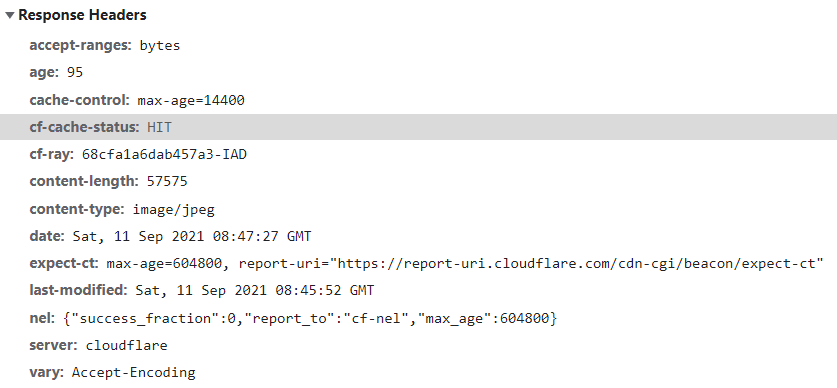 Response Headers
accept-ranges: bytes
age: 95
cache-control: max-age=14400
cf-cache-status: HIT
cf-ray: 68cfa1a6dab457a3-IAD
content-length: 57575
content-type: image/jpeg
date: Sat, 11 Sep 2021 08:47:27 GMT
expect-ct: max-age=604800, report-uri="https://report-uri.cloudflare.com/cdn-cgi/beacon/expect-ct"
last-modified: Sat, 11 Sep 2021 08:45:52 GMT
nel: {"success_fraction":0,"report_to":"cf-nel","max_age":604800}
server: cloudflare
vary: Accept-Encoding